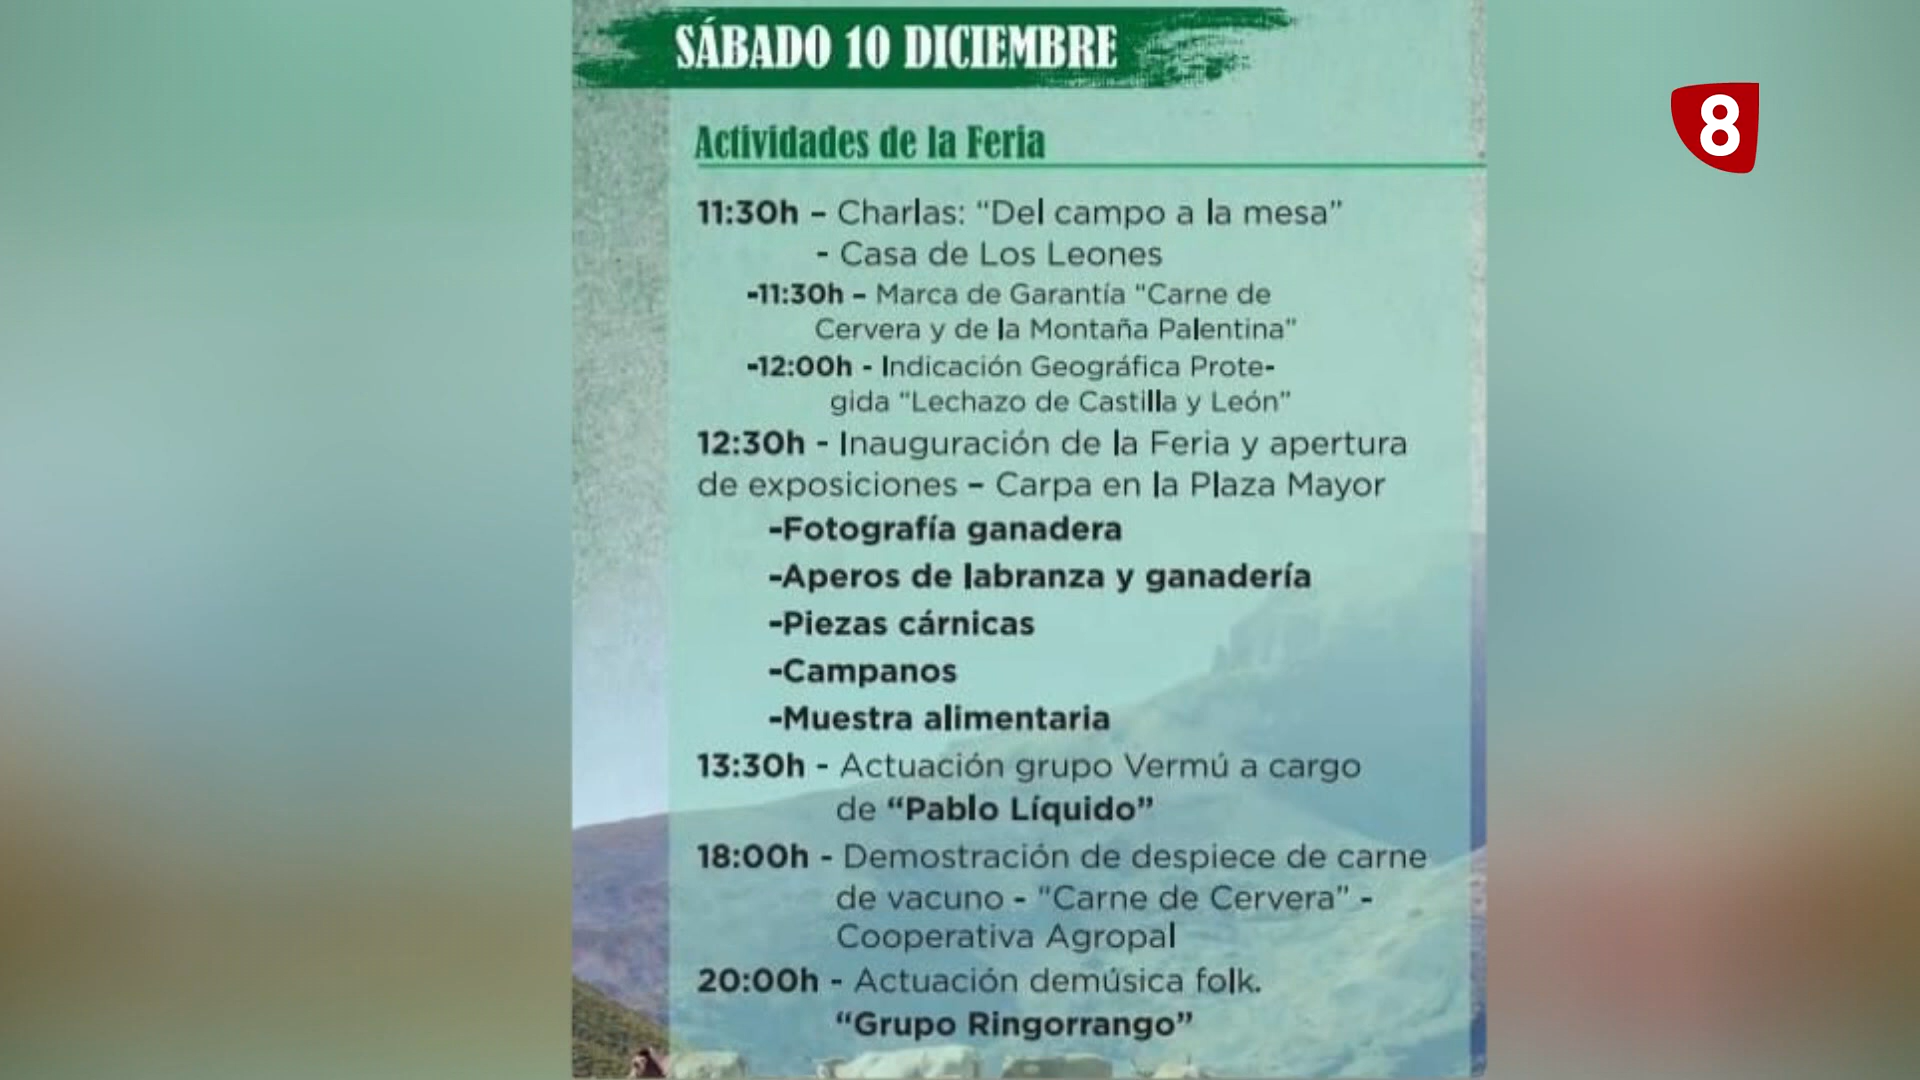 SÁBADO 10 DICIEMBRE
8
Actividades de la Feria
11:30h – Charlas: “Del campo a la mesa”
- Casa de Los Leones
-11:30h – Marca de Garantía “Carne de
Cervera y de la Montaña Palentina”
-12:00h - Indicación Geográfica Prote-
gida “Lechazo de Castilla y León”
12:30h - Inauguración de la Feria y apertura
de exposiciones – Carpa en la Plaza Mayor
-Fotografía ganadera
-Aperos de labranza y ganadería
-Piezas cárnicas
-Campanos
-Muestra alimentaria
13:30h - Actuación grupo Vermú a cargo
de “Pablo Líquido”
18:00h - Demostración de despiece de carne
de vacuno - “Carne de Cervera” -
Cooperativa Agropal
20:00h - Actuación demúsica folk.
“Grupo Ringorrango”